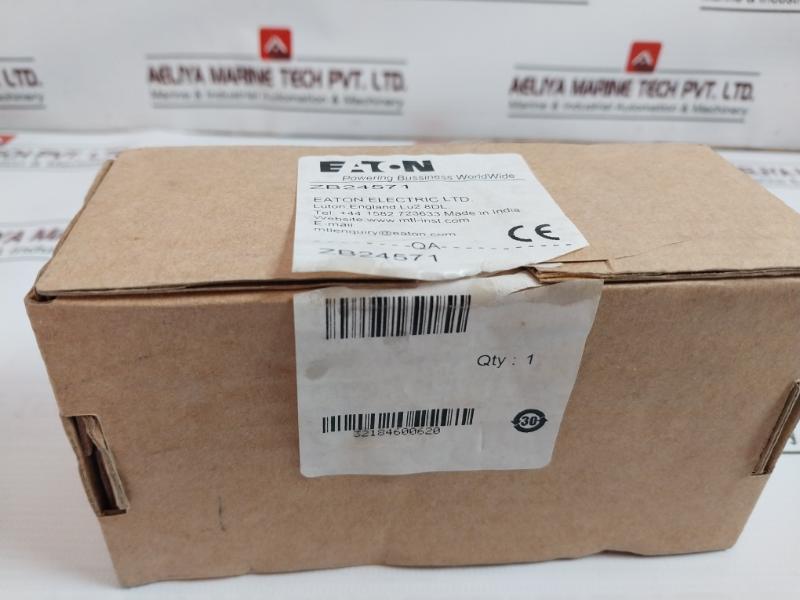 AELIYA MARINE TECH PVT. LTD.
Marine & Industrial Automation & Machinery
AELIYA MARINE TECH PVT. LTD.
Marine & Industrial Automation & Machinery
EATON
Powering Bussiness WorldWide
ZB24571
EATON ELECTRIC LTD.
Luton,England Lu2 8DL
Tel. +44 1582 723633 Made in India
Website:www.mtl-inst.com
E-mail
mtlenquiry@eaton.com
CE
QA
ZB24571
Qty : 1
32184600620
30